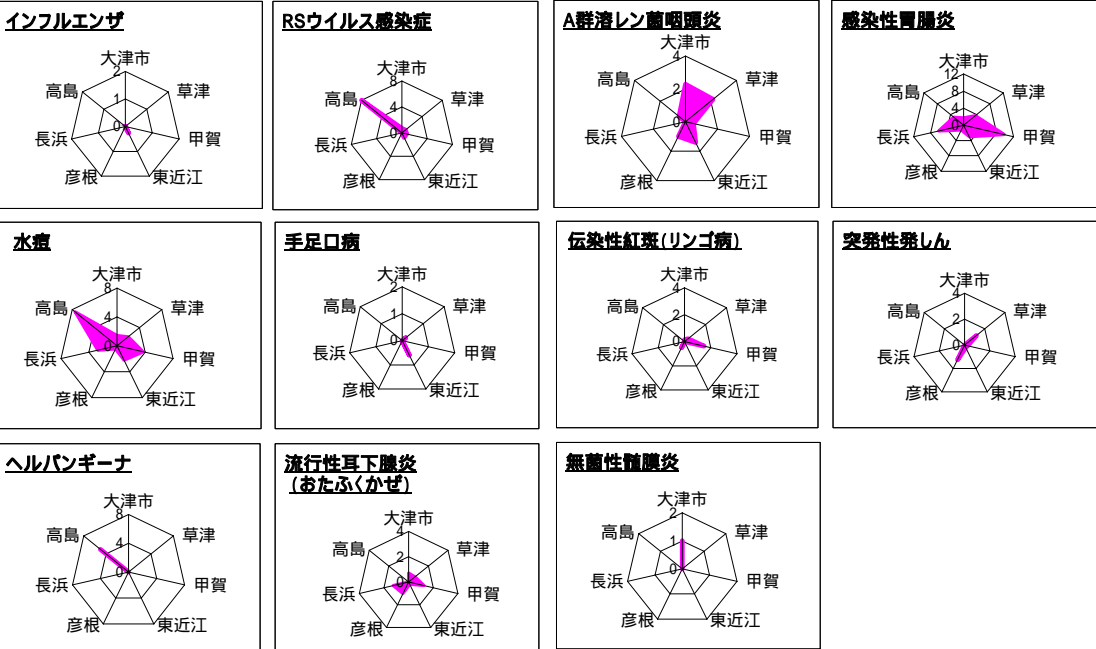 インフルエンザ
大津市
2
1
0
草津
甲賀
東近江
彦根
長浜
高島
RSウイルス感染症
大津市
8
4
0
草津
甲賀
東近江
彦根
長浜
高島
A群溶レン菌咽頭炎
大津市
4
2
0
草津
甲賀
東近江
彦根
長浜
高島
感染性胃腸炎
大津市
12
8
4
0
草津
甲賀
東近江
彦根
長浜
高島
水痘
大津市
8
4
0
草津
甲賀
東近江
彦根
長浜
高島
手足口病
大津市
2
1
0
草津
甲賀
東近江
彦根
長浜
高島
伝染性紅斑(リンゴ病)
大津市
4
2
0
草津
甲賀
東近江
彦根
長浜
高島
突発性発しん
大津市
4
2
0
草津
甲賀
東近江
彦根
長浜
高島
ヘルパンギーナ
大津市
8
4
0
草津
甲賀
東近江
彦根
長浜
高島
流行性耳下腺炎
(おたふくかぜ)
大津市
4
2
0
草津
甲賀
東近江
彦根
長浜
高島
無菌性髄膜炎
大津市
2
1
0
草津
甲賀
東近江
彦根
長浜
高島